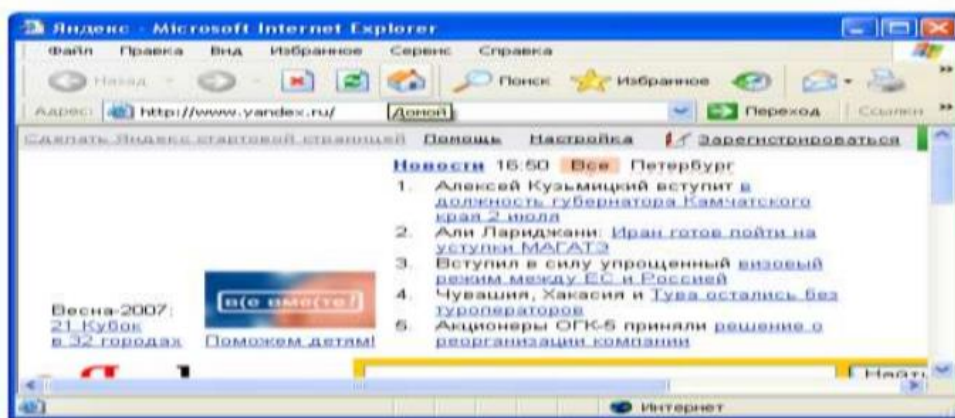 Яндекс - Microsoft Internet Explorer
Файл Правка Вид Избранное Сервис Справка
Назад Поиск Избранное
Адрес: http://www.yandex.ru/ Домой Переход Ссылки
Сделать Яндекс стартовой страницей Помощь Настройка Зарегистрироваться
Новости 16:50 Все Петербург
1. Алексей Кузьмицкий вступит в
должность губернатора Камчатского
края 2 июля
2. Али Лариджани: Иран готов пойти на
уступки МАГАТЭ
3. Вступил в силу упрощенный визовый
режим между ЕС и Россией
4. Чувашия, Хакасия и Тува остались без
туроператоров
5. Акционеры ОГК-5 приняли решение о
реорганизации компании
Весна-2007:
21 Кубок
в 32 городах
все вместе!
Поможем детям!
Интернет